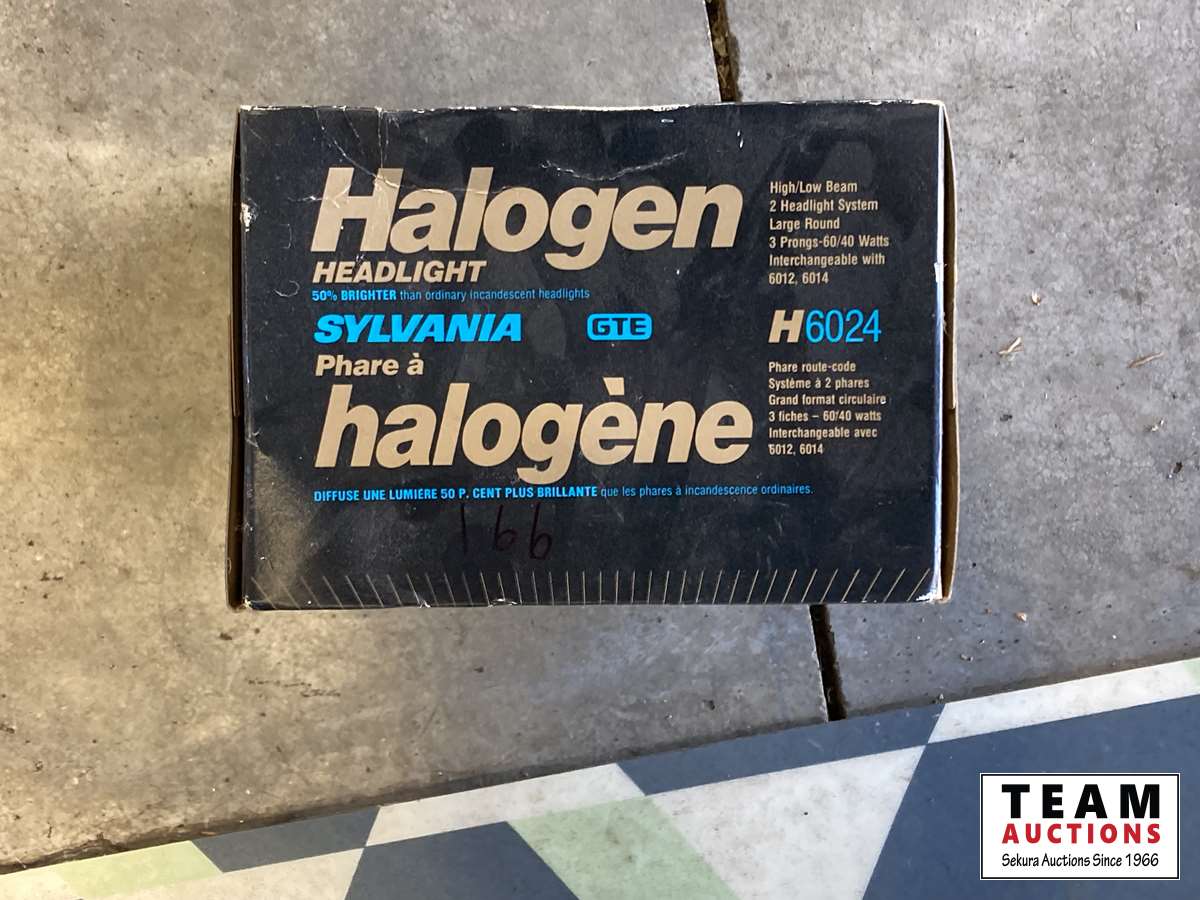 Halogen
HEADLIGHT
50% BRIGHTER than ordinary incandescent headlights
SYLVANIA GTE
Phare à
halogène
DIFFUSE UNE LUMIÈRE 50 P. CENT PLUS BRILLANTE que les phares à incandescence ordinaires.
166
High/Low Beam
2 Headlight System
Large Round
3 Prongs-60/40 Watts
Interchangeable with
6012, 6014
H6024
Phare route-code
Système à 2 phares
Grand format circulaire
3 fiches – 60/40 watts
Interchangeable avec
6012, 6014
TEAM
AUCTIONS
Sekura Auctions Since 1966